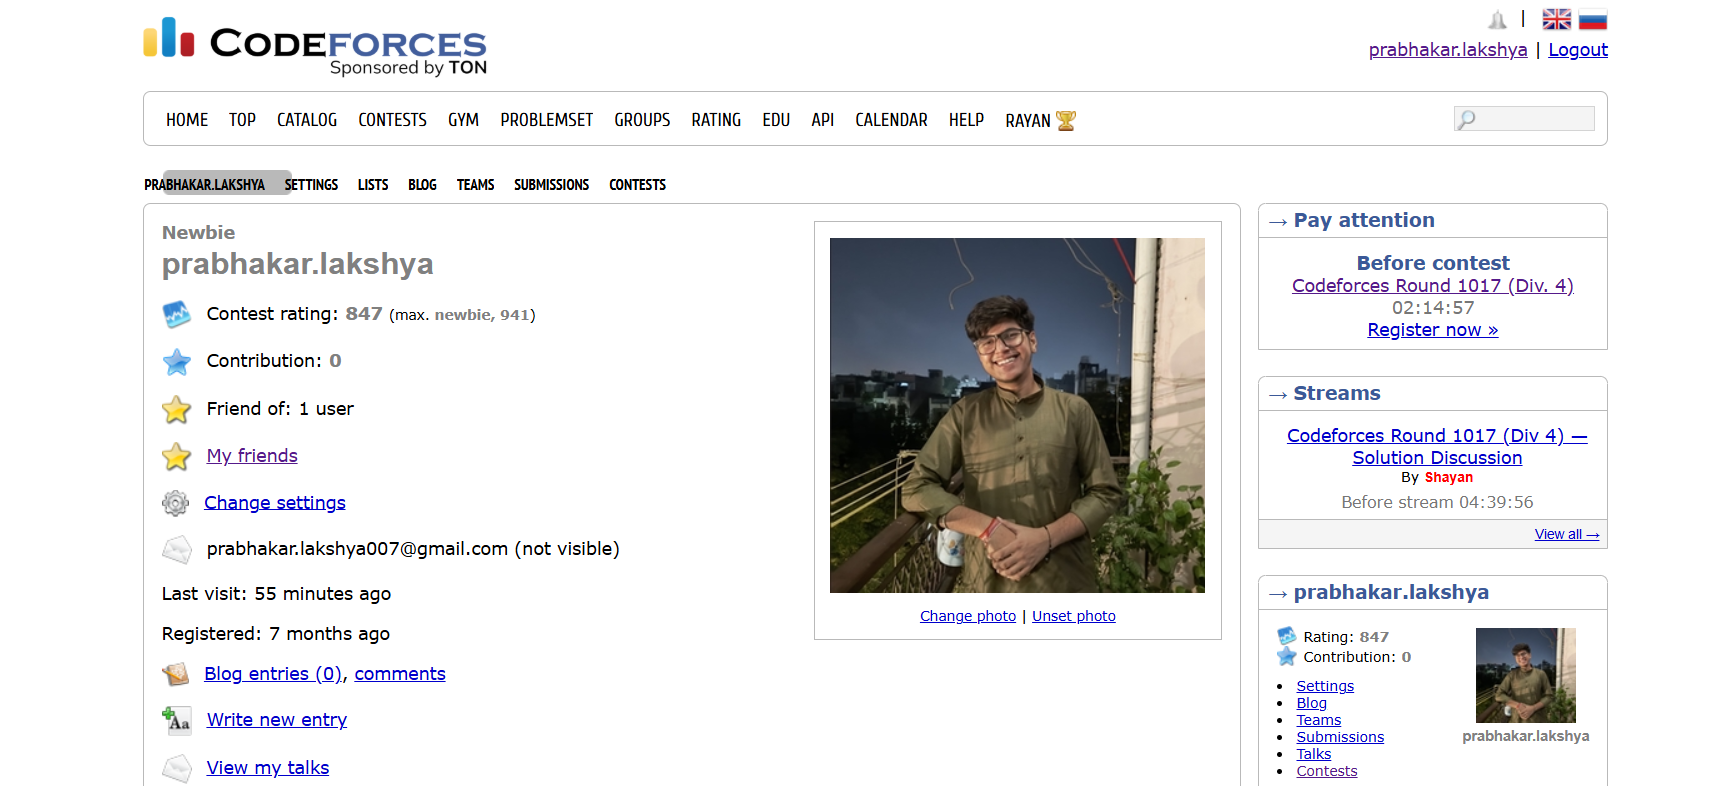 CODEFORCES
Sponsored by TON
|
prabhakar.lakshya | Logout
HOME TOP CATALOG CONTESTS GYM PROBLEMSET GROUPS RATING EDU API CALENDAR HELP RAYAN
PRABHAKAR.LAKSHYA SETTINGS LISTS BLOG TEAMS SUBMISSIONS CONTESTS
Newbie
prabhakar.lakshya
Contest rating: 847 (max. newbie, 941)
Contribution: 0
Friend of: 1 user
My friends
Change settings
prabhakar.lakshya007@gmail.com (not visible)
Last visit: 55 minutes ago
Registered: 7 months ago
Blog entries (0), comments
Aa Write new entry
View my talks
Change photo | Unset photo
→ Pay attention
Before contest
Codeforces Round 1017 (Div. 4)
02:14:57
Register now »
→ Streams
Codeforces Round 1017 (Div 4) —
Solution Discussion
By Shayan
Before stream 04:39:56
View all →
→ prabhakar.lakshya
Rating: 847
Contribution: 0
• Settings
• Blog
• Teams
• Submissions
• Talks
• Contests
prabhakar.lakshya